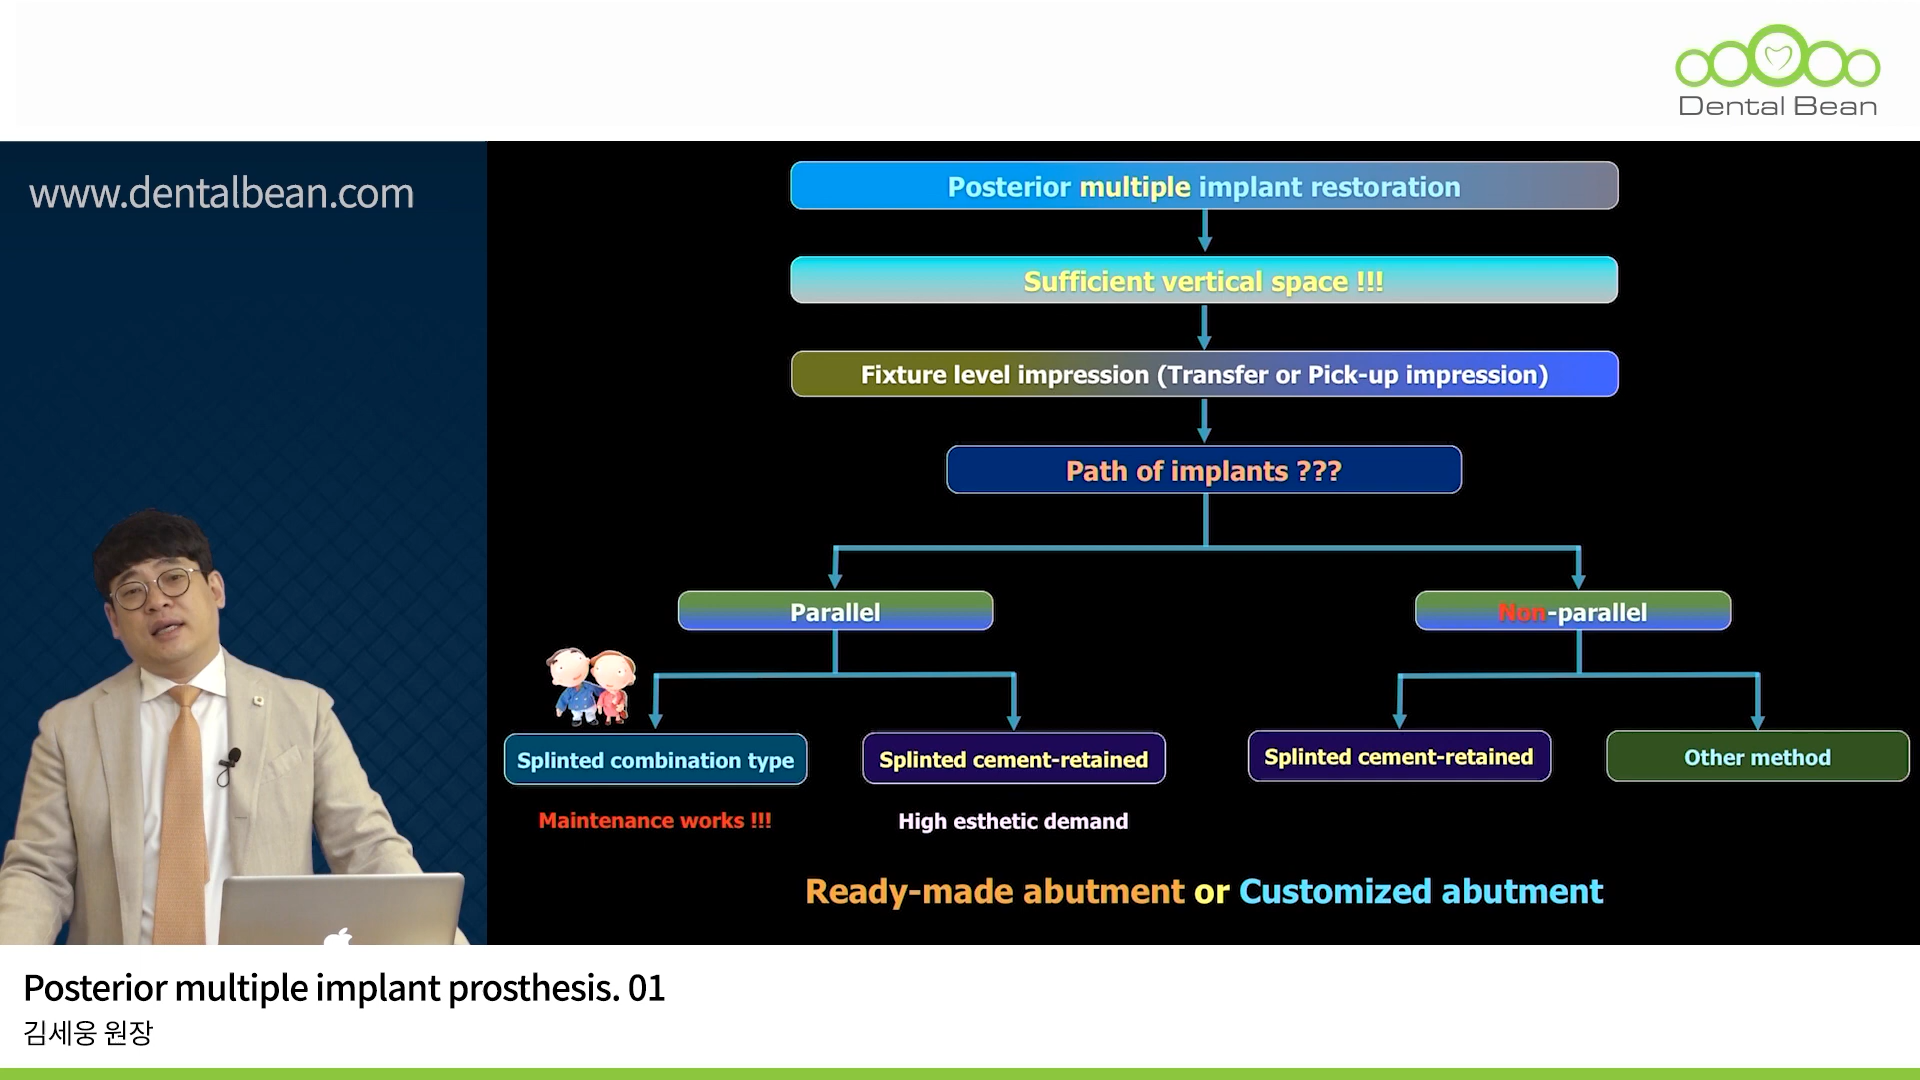 Dental Bean
www.dentalbean.com
Posterior multiple implant restoration
Sufficient vertical space !!!
Fixture level impression (Transfer or Pick-up impression)
Path of implants ???
Parallel
Non-parallel
Splinted combination type
Splinted cement-retained
Splinted cement-retained
Other method
Maintenance works !!!
High esthetic demand
Ready-made abutment or Customized abutment
Posterior multiple implant prosthesis. 01
김세웅 원장